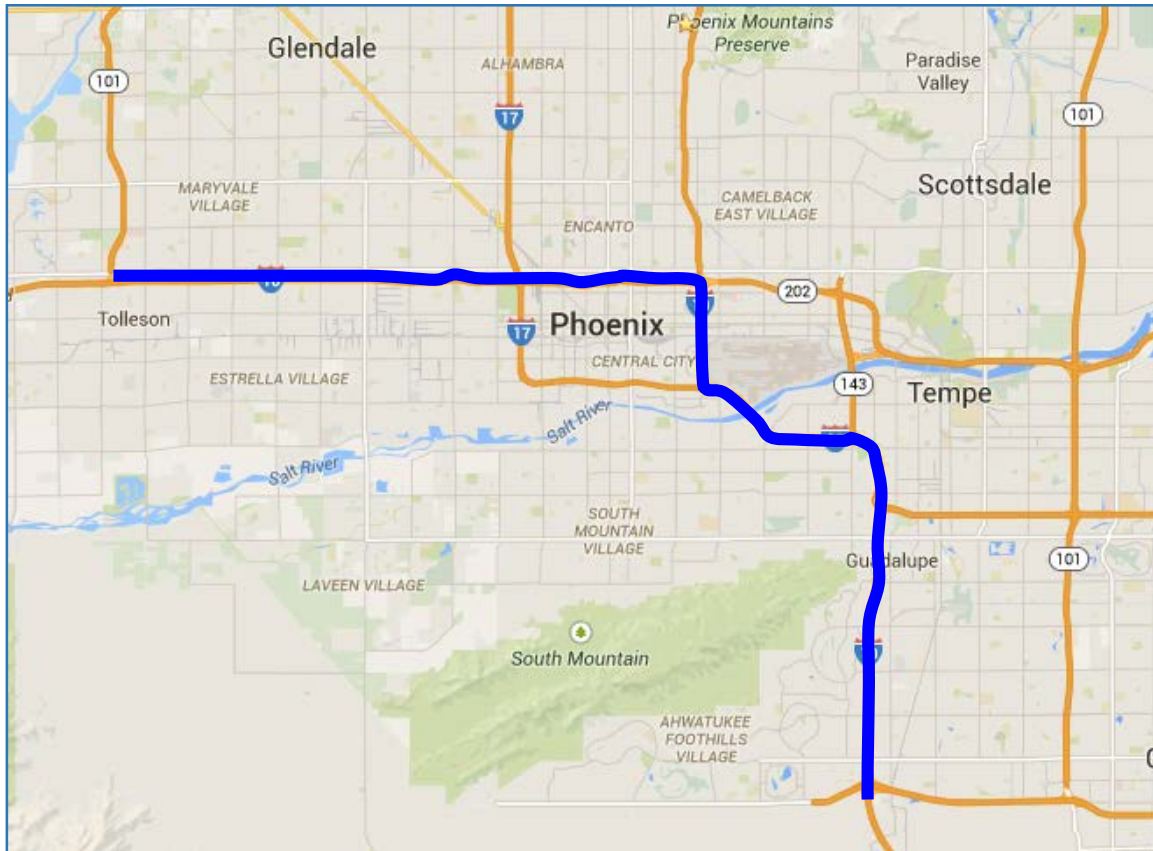 Phoenix Mountains
Preserve
Glendale
ALHAMBRA
Paradise
Valley
101
17
101
MARYVALE
VILLAGE
Scottsdale
CAMELBACK
EAST VILLAGE
ENCANTO
202
Tolleson
17
Phoenix
CENTRAL CITY
ESTRELLA VILLAGE
143
Tempe
Salt River
Salt River
SOUTH
MOUNTAIN
VILLAGE
Guadalupe
101
LAVEEN VILLAGE
South Mountain
AHWATUKEE
FOOTHILLS
VILLAGE